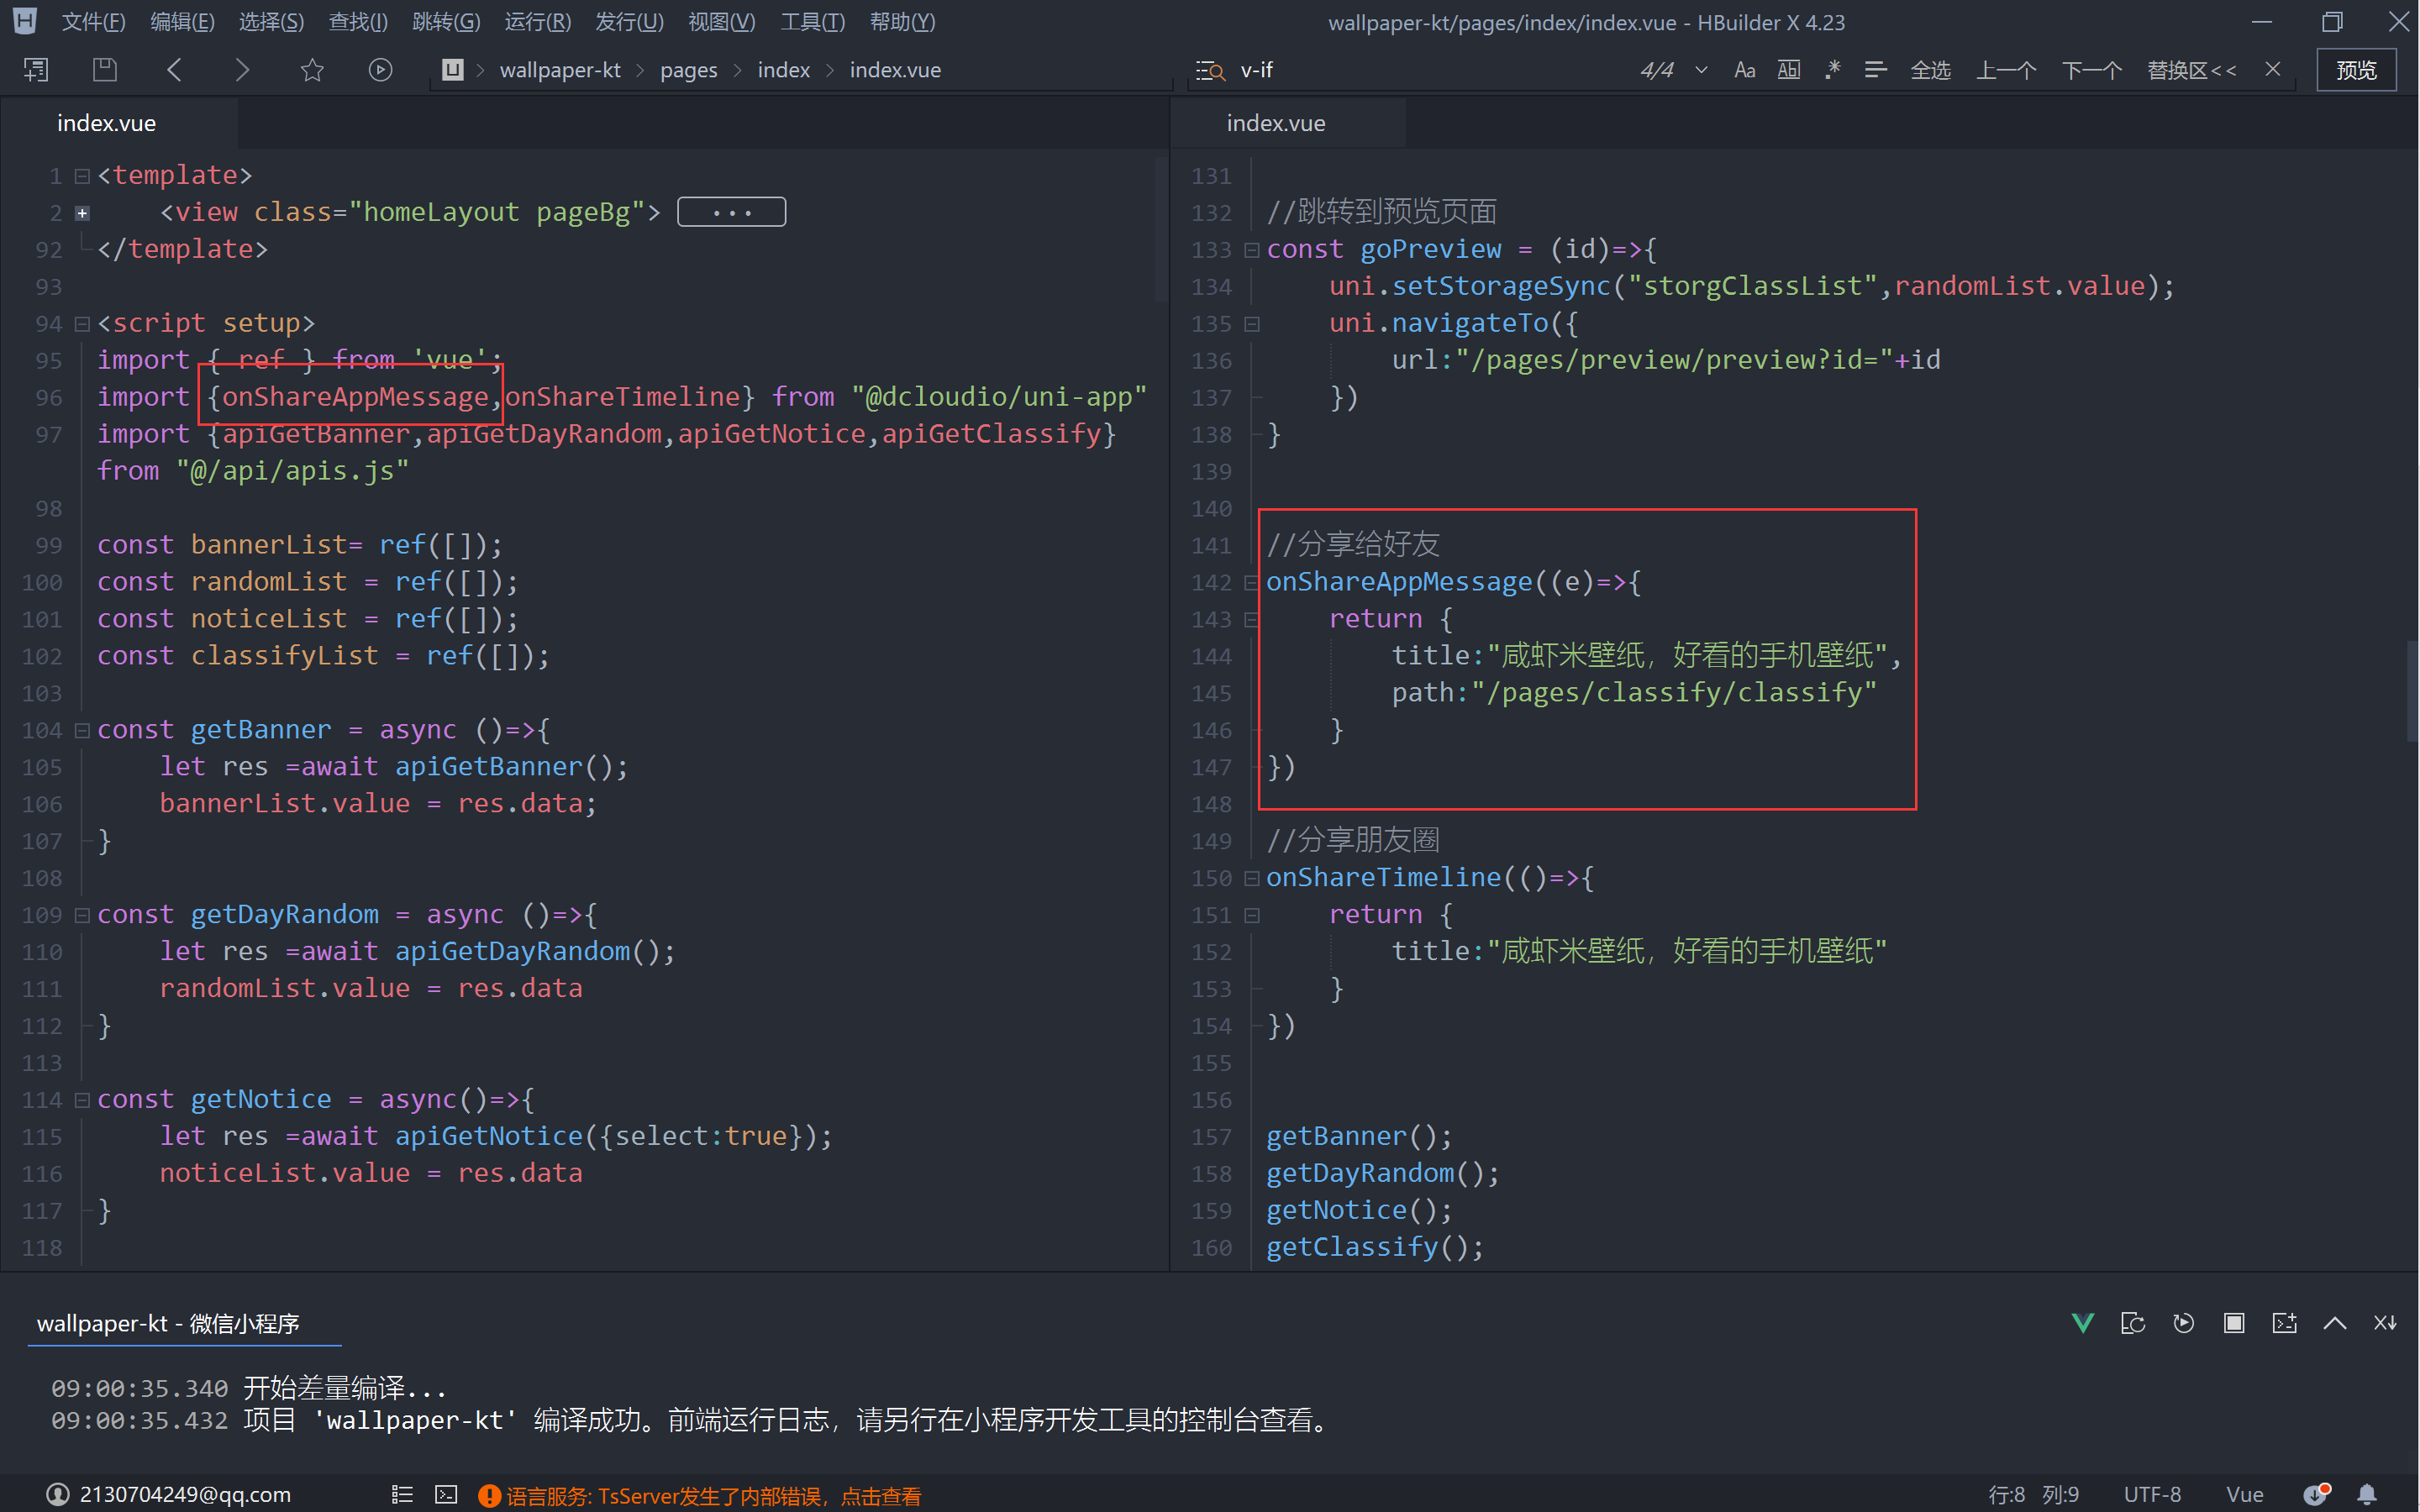 文件(F) 编辑(E) 选择(S) 查找(I) 跳转(G) 运行(R) 发行(U) 视图(V) 工具(T) 帮助(Y)
wallpaper-kt/pages/index/index.vue - HBuilder X 4.23
wallpaper-kt pages index index.vue
v-if 4/4 Aa Ab .* 全选 上一个 下一个 替换区<< 预览
index.vue
1 <template>
2 <view class="homeLayout pageBg"> ...
92 </template>
93
94 <script setup>
95 import { ref } from 'vue';
96 import {onShareAppMessage,onShareTimeline} from "@dcloudio/uni-app"
97 import {apiGetBanner,apiGetDayRandom,apiGetNotice,apiGetClassify}
from "@/api/apis.js"
98
99 const bannerList= ref([]);
100 const randomList = ref([]);
101 const noticeList = ref([]);
102 const classifyList = ref([]);
103
104 const getBanner = async ()=>{
105 let res =await apiGetBanner();
106 bannerList.value = res.data;
107 }
108
109 const getDayRandom = async ()=>{
110 let res =await apiGetDayRandom();
111 randomList.value = res.data
112 }
113
114 const getNotice = async()=>{
115 let res =await apiGetNotice({select:true});
116 noticeList.value = res.data
117 }
118
index.vue
131
132 //跳转到预览页面
133 const goPreview = (id)=>{
134 uni.setStorageSync("storgClassList",randomList.value);
135 uni.navigateTo({
136 url:"/pages/preview/preview?id="+id
137 })
138 }
139
140
141 //分享给好友
142 onShareAppMessage((e)=>{
143 return {
144 title:"咸虾米壁纸，好看的手机壁纸",
145 path:"/pages/classify/classify"
146 }
147 })
148
149 //分享朋友圈
150 onShareTimeline(()=>{
151 return {
152 title:"咸虾米壁纸，好看的手机壁纸"
153 }
154 })
155
156
157 getBanner();
158 getDayRandom();
159 getNotice();
160 getClassify();
wallpaper-kt - 微信小程序
09:00:35.340 开始差量编译...
09:00:35.432 项目 'wallpaper-kt' 编译成功。前端运行日志，请另行在小程序开发工具的控制台查看。
2130704249@qq.com 语言服务: TsServer发生了内部错误，点击查看 行:8 列:9 UTF-8 Vue